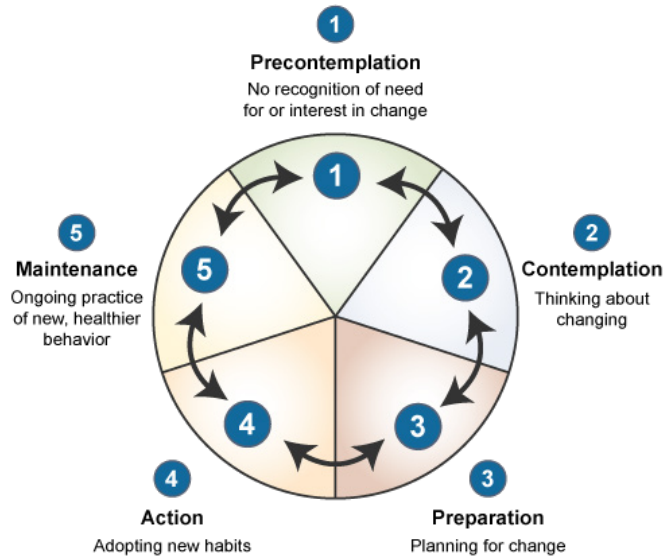 1
Precontemplation
No recognition of need
for or interest in change
1
2
3
4
5
2
Contemplation
Thinking about
changing
3
Preparation
Planning for change
4
Action
Adopting new habits
5
Maintenance
Ongoing practice
of new, healthier
behavior